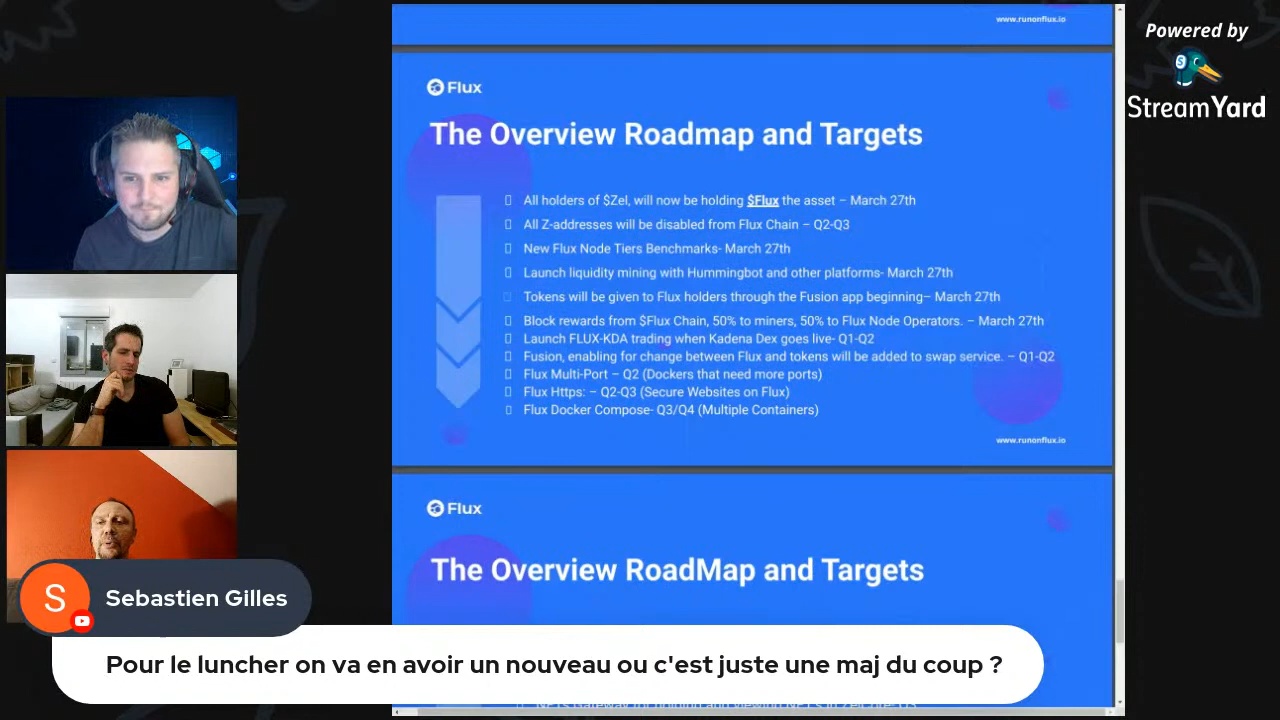 www.runonflux.io
Powered by
StreamYard
Flux
The Overview Roadmap and Targets
All holders of $Zel, will now be holding $Flux the asset – March 27th
All Z-addresses will be disabled from Flux Chain – Q2-Q3
New Flux Node Tiers Benchmarks- March 27th
Launch liquidity mining with Hummingbot and other platforms- March 27th
Tokens will be given to Flux holders through the Fusion app beginning– March 27th
Block rewards from $Flux Chain, 50% to miners, 50% to Flux Node Operators. – March 27th
Launch FLUX-KDA trading when Kadena Dex goes live- Q1-Q2
Fusion, enabling for change between Flux and tokens will be added to swap service. – Q1-Q2
Flux Multi-Port – Q2 (Dockers that need more ports)
Flux Https: – Q2-Q3 (Secure Websites on Flux)
Flux Docker Compose- Q3/Q4 (Multiple Containers)
www.runonflux.io
Flux
The Overview RoadMap and Targets
S
Sebastien Gilles
Pour le luncher on va en avoir un nouveau ou c'est juste une maj du coup ?